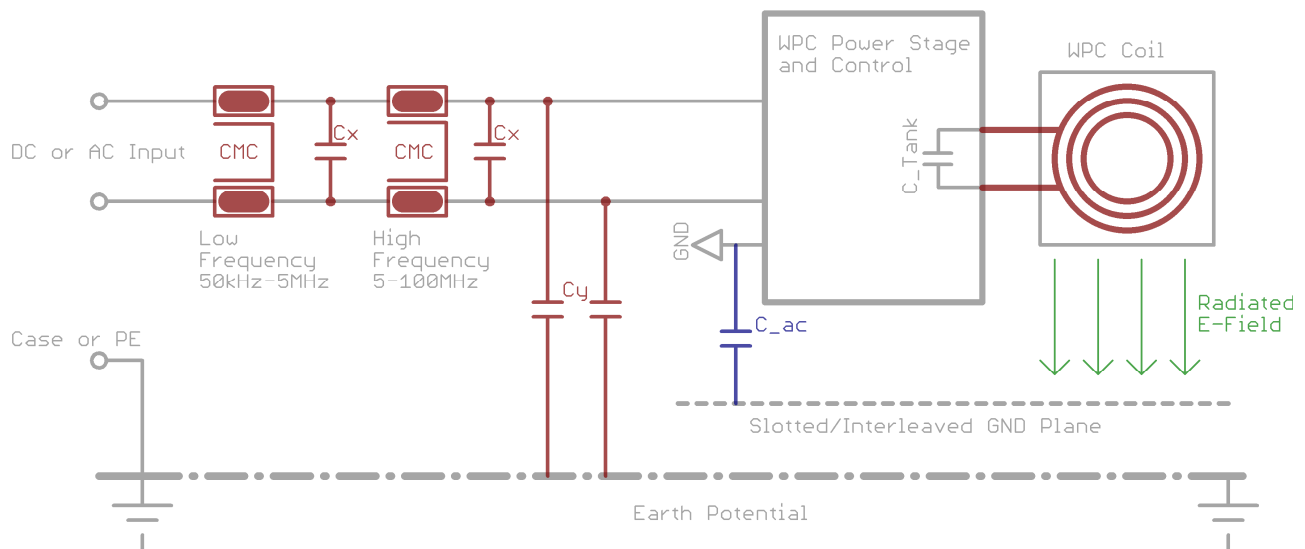 WPC Power Stage
and Control
WPC Coil
DC or AC Input
CMC
Cx
CMC
Cx
C_Tank
Low
Frequency
50kHz-5MHz
High
Frequency
5-100MHz
GND
Cy
C_ac
Radiated
E-Field
Case or PE
Slotted/Interleaved GND Plane
Earth Potential